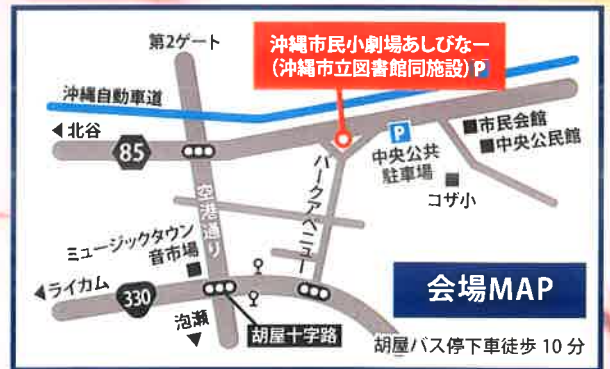 第2ゲート
沖縄市民小劇場あしびなー
（沖縄市立図書館同施設）P
沖縄自動車道
北谷
85
P
中央公共
駐車場
市民会館
中央公民館
コザ小
空港通り
パークアベニュー
ミュージックタウン
音市場
ライカム
330
泡瀬
胡屋十字路
会場MAP
胡屋バス停下車徒歩 10 分